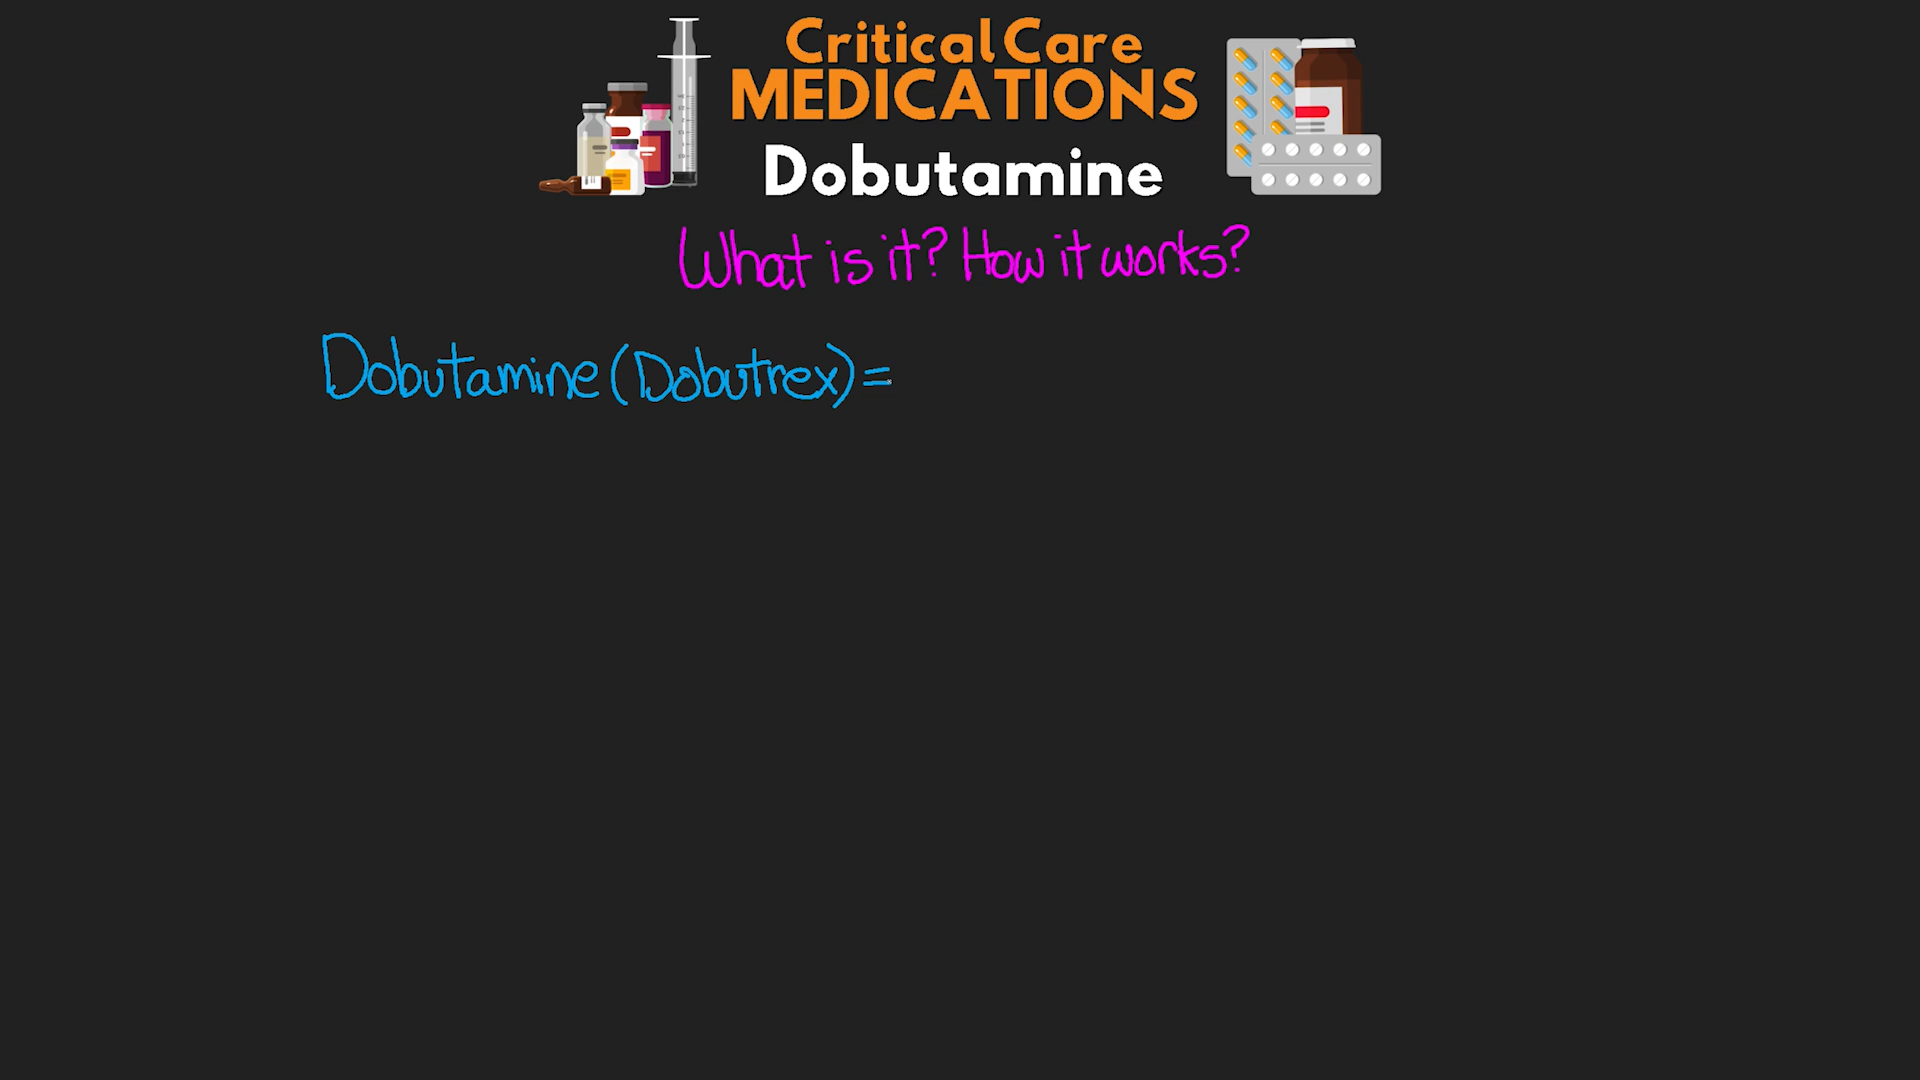 Critical Care
MEDICATIONS
Dobutamine
What is it? How it works?
Dobutamine (Dobutrex) =